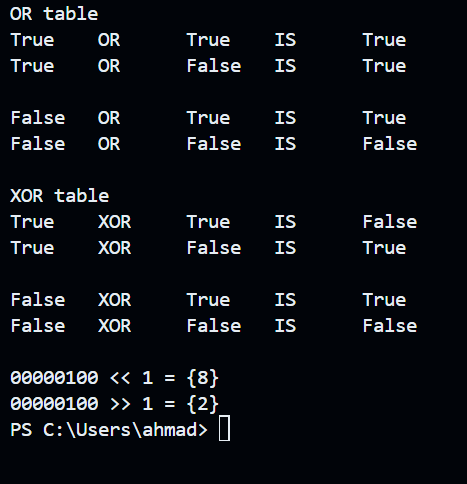 OR table
True    OR      True    IS      True
True    OR      False   IS      True
False   OR      True    IS      True
False   OR      False   IS      False
XOR table
True    XOR     True    IS      False
True    XOR     False   IS      True
False   XOR     True    IS      True
False   XOR     False   IS      False
00000100 << 1 = {8}
00000100 >> 1 = {2}
PS C:\Users\ahmad>